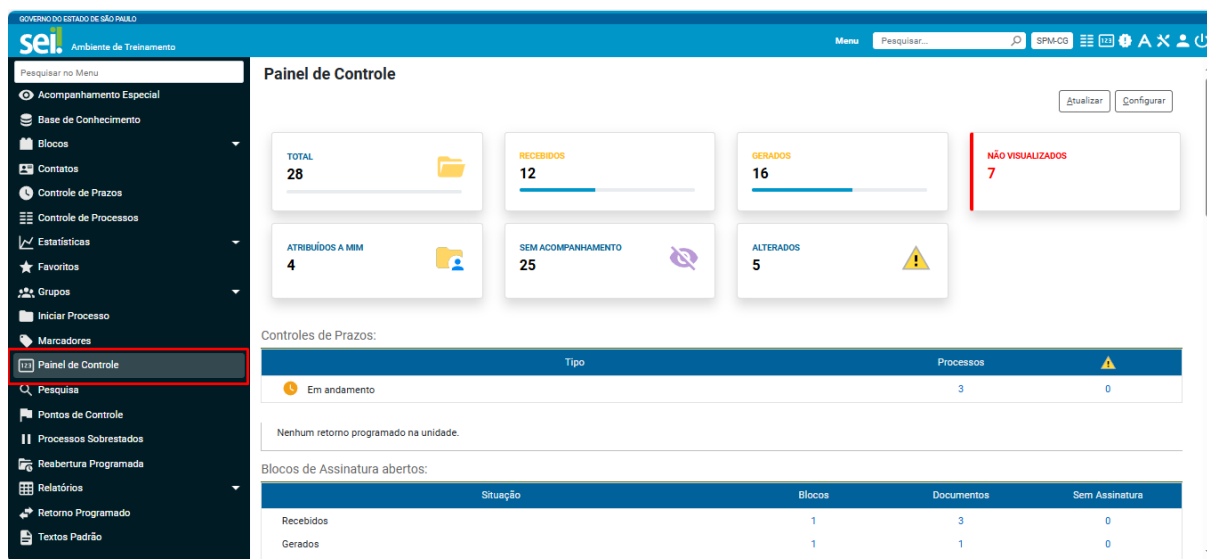 GOVERNO DO ESTADO DE SÃO PAULO
sei! Ambiente de Treinamento
Menu Pesquisar... SPM-CG 123
Pesquisar no Menu
Acompanhamento Especial
Base de Conhecimento
Blocos
Contatos
Controle de Prazos
Controle de Processos
Estatísticas
Favoritos
Grupos
Iniciar Processo
Marcadores
123 Painel de Controle
Pesquisa
Pontos de Controle
Processos Sobrestados
Reabertura Programada
Relatórios
Retorno Programado
Textos Padrão
Painel de Controle
Atualizar Configurar
TOTAL
28
RECEBIDOS
12
GERADOS
16
NÃO VISUALIZADOS
7
ATRIBUÍDOS A MIM
4
SEM ACOMPANHAMENTO
25
ALTERADOS
5
Controles de Prazos:
Tipo Processos
Em andamento 3 0
Nenhum retorno programado na unidade.
Blocos de Assinatura abertos:
Situação Blocos Documentos Sem Assinatura
Recebidos 1 3 0
Gerados 1 1 0